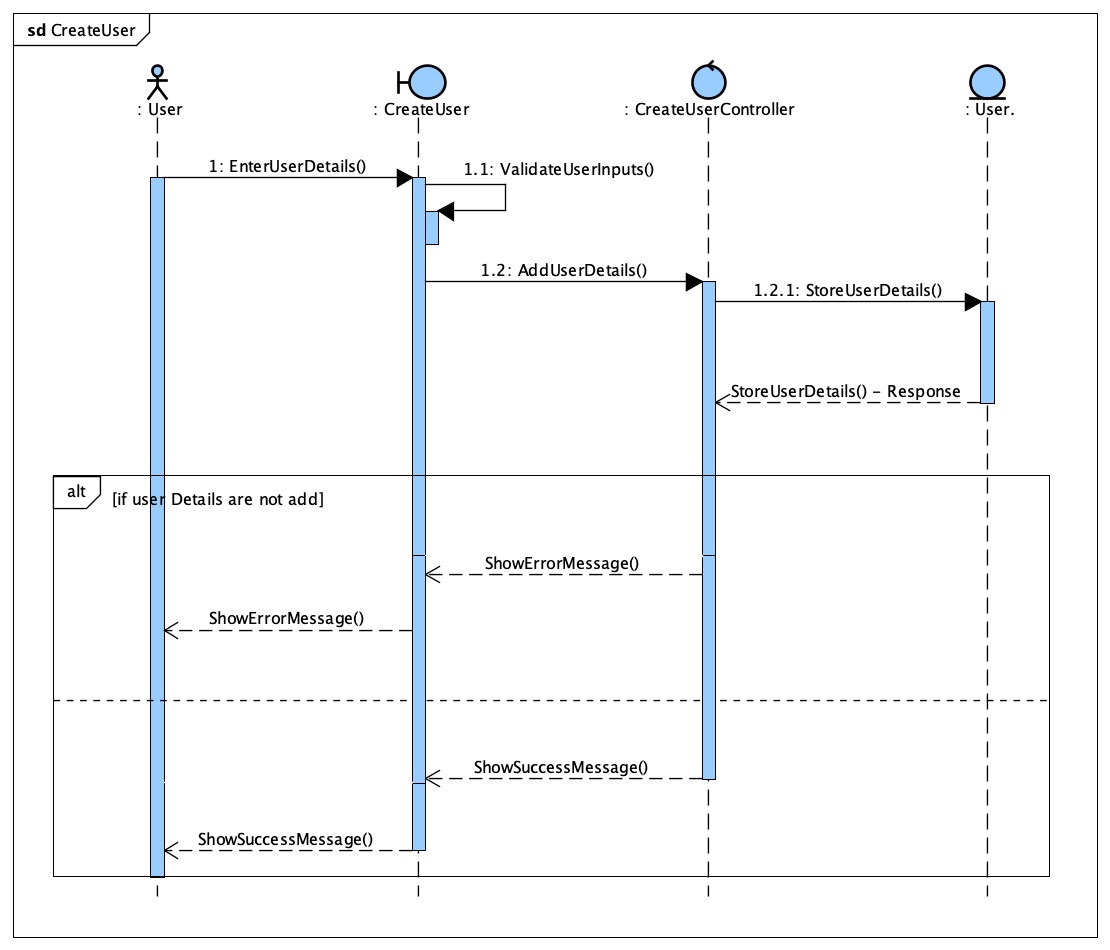 sd CreateUser
: User
: CreateUser
: CreateUserController
: User.
1: EnterUserDetails()
1.1: ValidateUserInputs()
1.2: AddUserDetails()
1.2.1: StoreUserDetails()
StoreUserDetails() - Response
alt
[if user Details are not add]
ShowErrorMessage()
ShowErrorMessage()
ShowSuccessMessage()
ShowSuccessMessage()